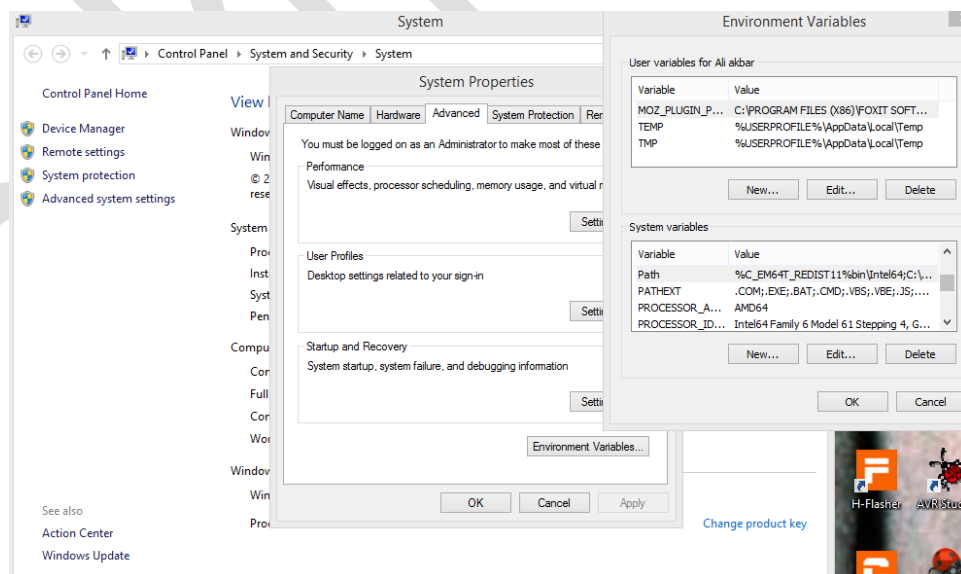 System
Control Panel
System and Security
System
Control Panel Home
Device Manager
Remote settings
System protection
Advanced system settings
See also
Action Center
Windows Update
View
Window
Win
© 2
rese
System
Pro
Inst
Syst
Pen
Compu
Con
Full
Con
Wor
Window
Win
Pro
Change product key
System Properties
Computer Name Hardware Advanced System Protection Rem
You must be logged on as an Administrator to make most of these
Performance
Visual effects, processor scheduling, memory usage, and virtual
Setti
User Profiles
Desktop settings related to your sign-in
Setti
Startup and Recovery
System startup, system failure, and debugging information
Setti
Environment Variables...
OK Cancel Apply
Environment Variables
User variables for Ali akbar
Variable Value
MOZ_PLUGIN_P... C:\PROGRAM FILES (X86)\FOXIT SOFT...
TEMP %USERPROFILE%\AppData\Local\Temp
TMP %USERPROFILE%\AppData\Local\Temp
New... Edit... Delete
System variables
Variable Value
Path %C_EM64T_REDIST11%bin\Intel64;C:\...
PATHEXT .COM;.EXE;.BAT;.CMD;.VBS;.VBE;.JS;....
PROCESSOR_A... AMD64
PROCESSOR_ID... Intel64 Family 6 Model 61 Stepping 4, G...
New... Edit... Delete
OK Cancel
H-Flasher
AVR Stud